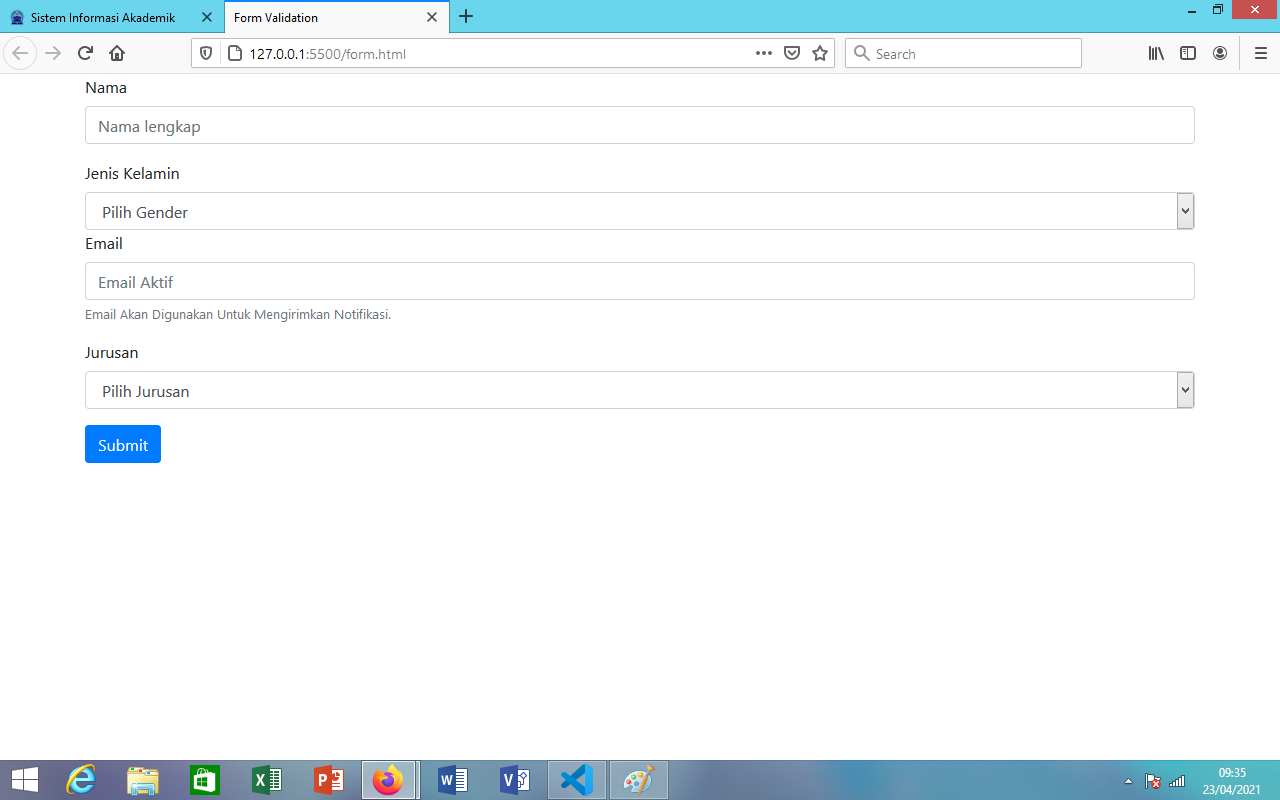 Sistem Informasi Akademik
Form Validation
127.0.0.1:5500/form.html
Search
Nama
Nama lengkap
Jenis Kelamin
Pilih Gender
Email
Email Aktif
Email Akan Digunakan Untuk Mengirimkan Notifikasi.
Jurusan
Pilih Jurusan
Submit
09:35
23/04/2021